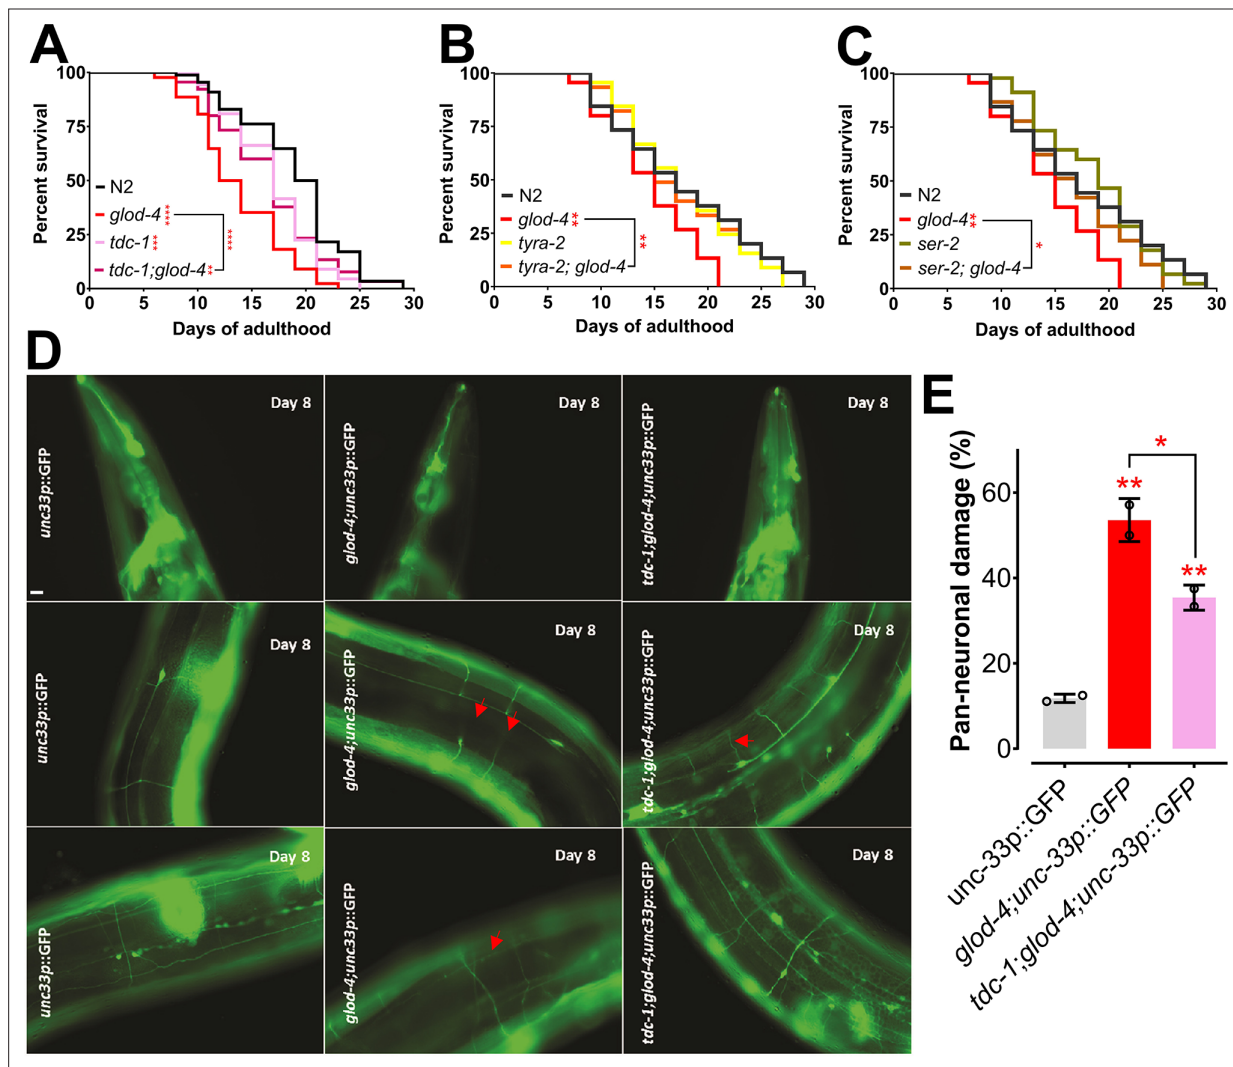 A
Percent survival
100
75
50
25
0
N2
glod-4 ****
tdc-1 ***
tdc-1;glod-4 **
****
0 5 10 15 20 25 30
Days of adulthood
B
Percent survival
100
75
50
25
0
N2
glod-4 **
tyra-2
tyra-2; glod-4
**
0 5 10 15 20 25 30
Days of adulthood
C
Percent survival
100
75
50
25
0
N2
glod-4 **
ser-2
ser-2; glod-4
*
0 5 10 15 20 25 30
Days of adulthood
D
unc33p::GFP
Day 8
glod-4;unc33p::GFP
Day 8
tdc-1;glod-4;unc33p::GFP
Day 8
unc33p::GFP
Day 8
glod-4;unc33p::GFP
Day 8
tdc-1;glod-4;unc33p::GFP
Day 8
unc33p::GFP
Day 8
glod-4;unc33p::GFP
Day 8
tdc-1;glod-4;unc33p::GFP
Day 8
E
Pan-neuronal damage (%)
60
40
20
0
*
**
**
unc-33p::GFP
glod-4;unc-33p::GFP
tdc-1;glod-4;unc-33p::GFP